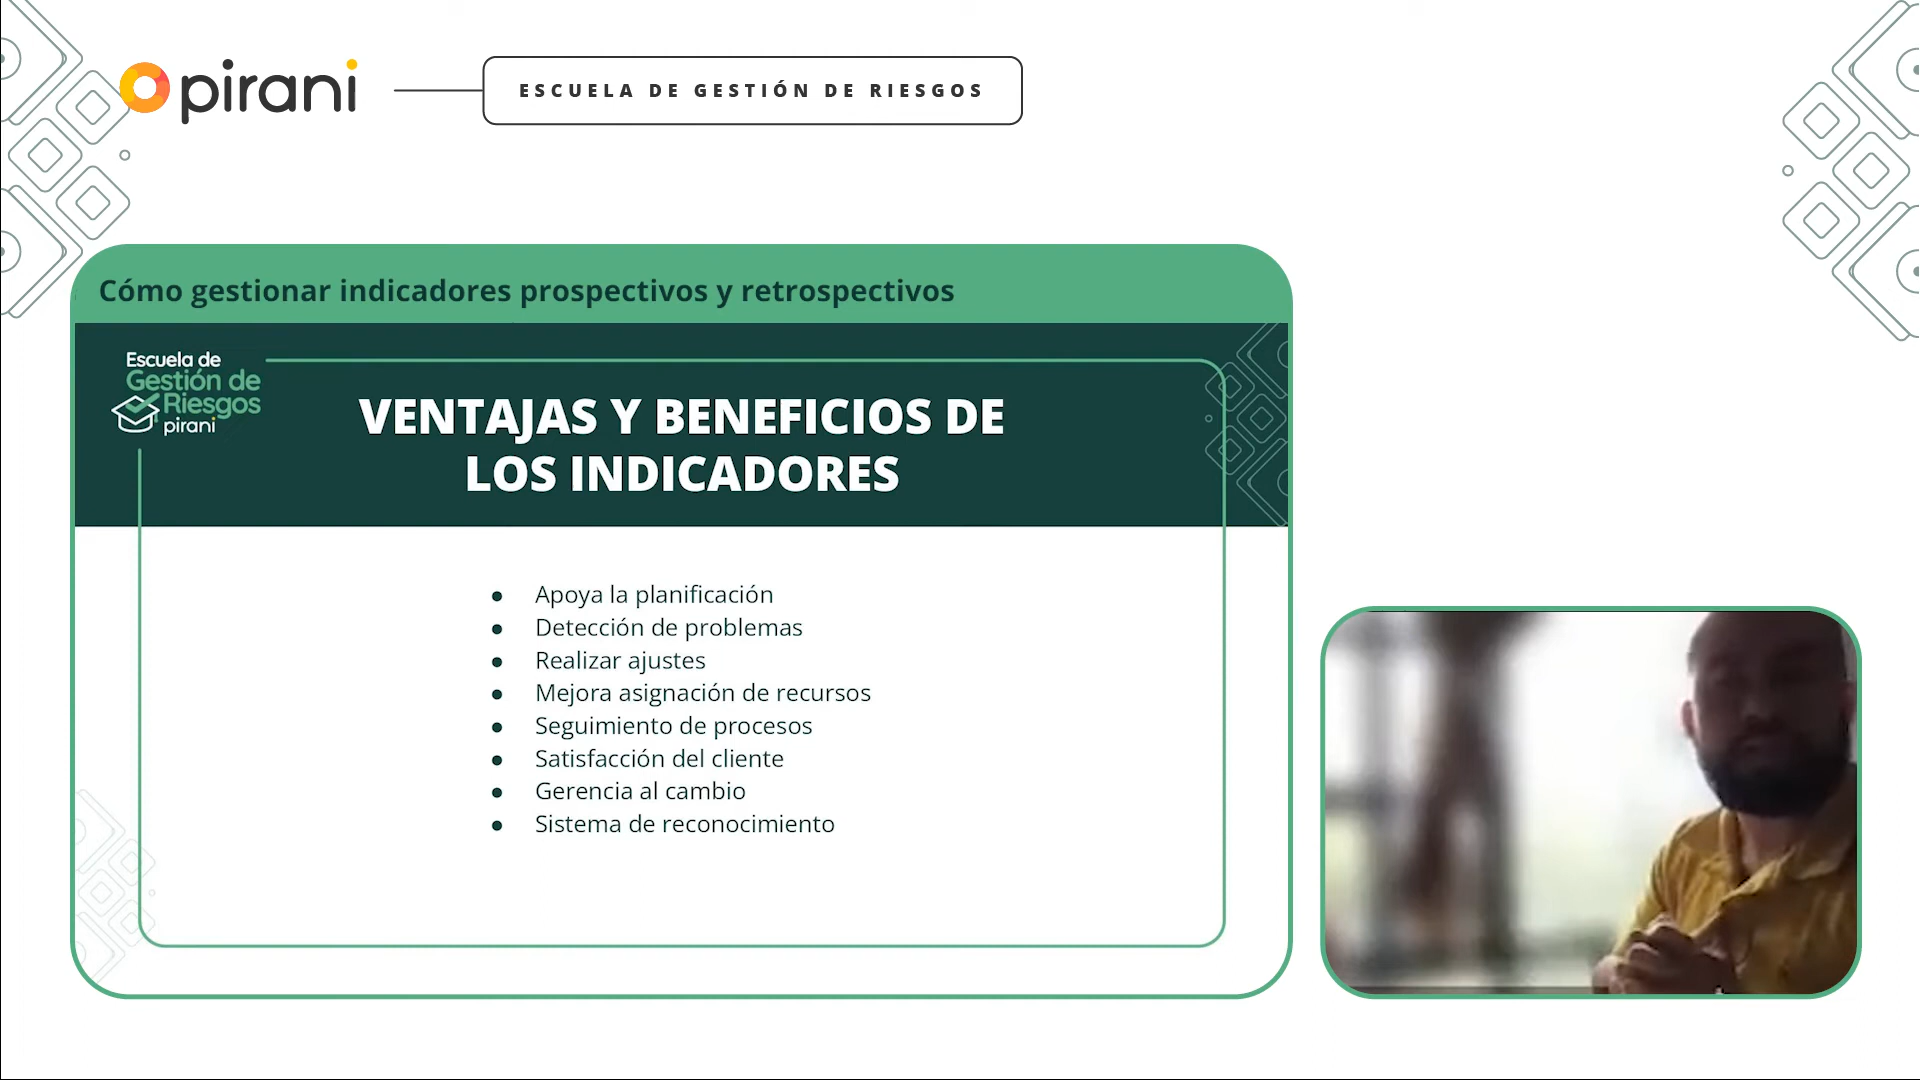 pirani
ESCUELA DE GESTIÓN DE RIESGOS
Cómo gestionar indicadores prospectivos y retrospectivos
Escuela de
Gestión de
Riesgos
pirani
VENTAJAS Y BENEFICIOS DE
LOS INDICADORES
● Apoya la planificación
● Detección de problemas
● Realizar ajustes
● Mejora asignación de recursos
● Seguimiento de procesos
● Satisfacción del cliente
● Gerencia al cambio
● Sistema de reconocimiento